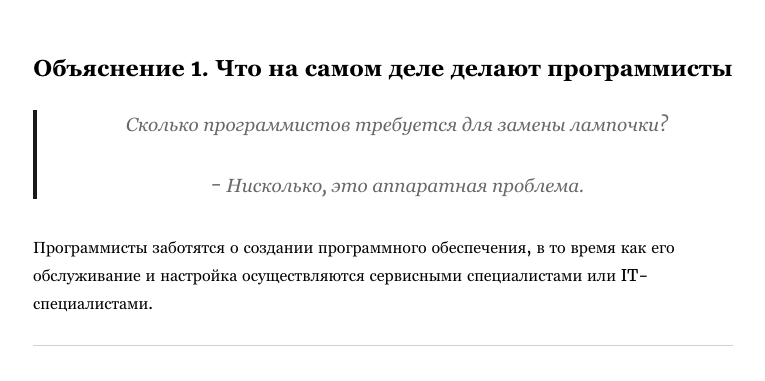 Объяснение 1. Что на самом деле делают программисты
Сколько программистов требуется для замены лампочки?
– Нисколько, это аппаратная проблема.
Программисты заботятся о создании программного обеспечения, в то время как его
обслуживание и настройка осуществляются сервисными специалистами или IT-
специалистами.